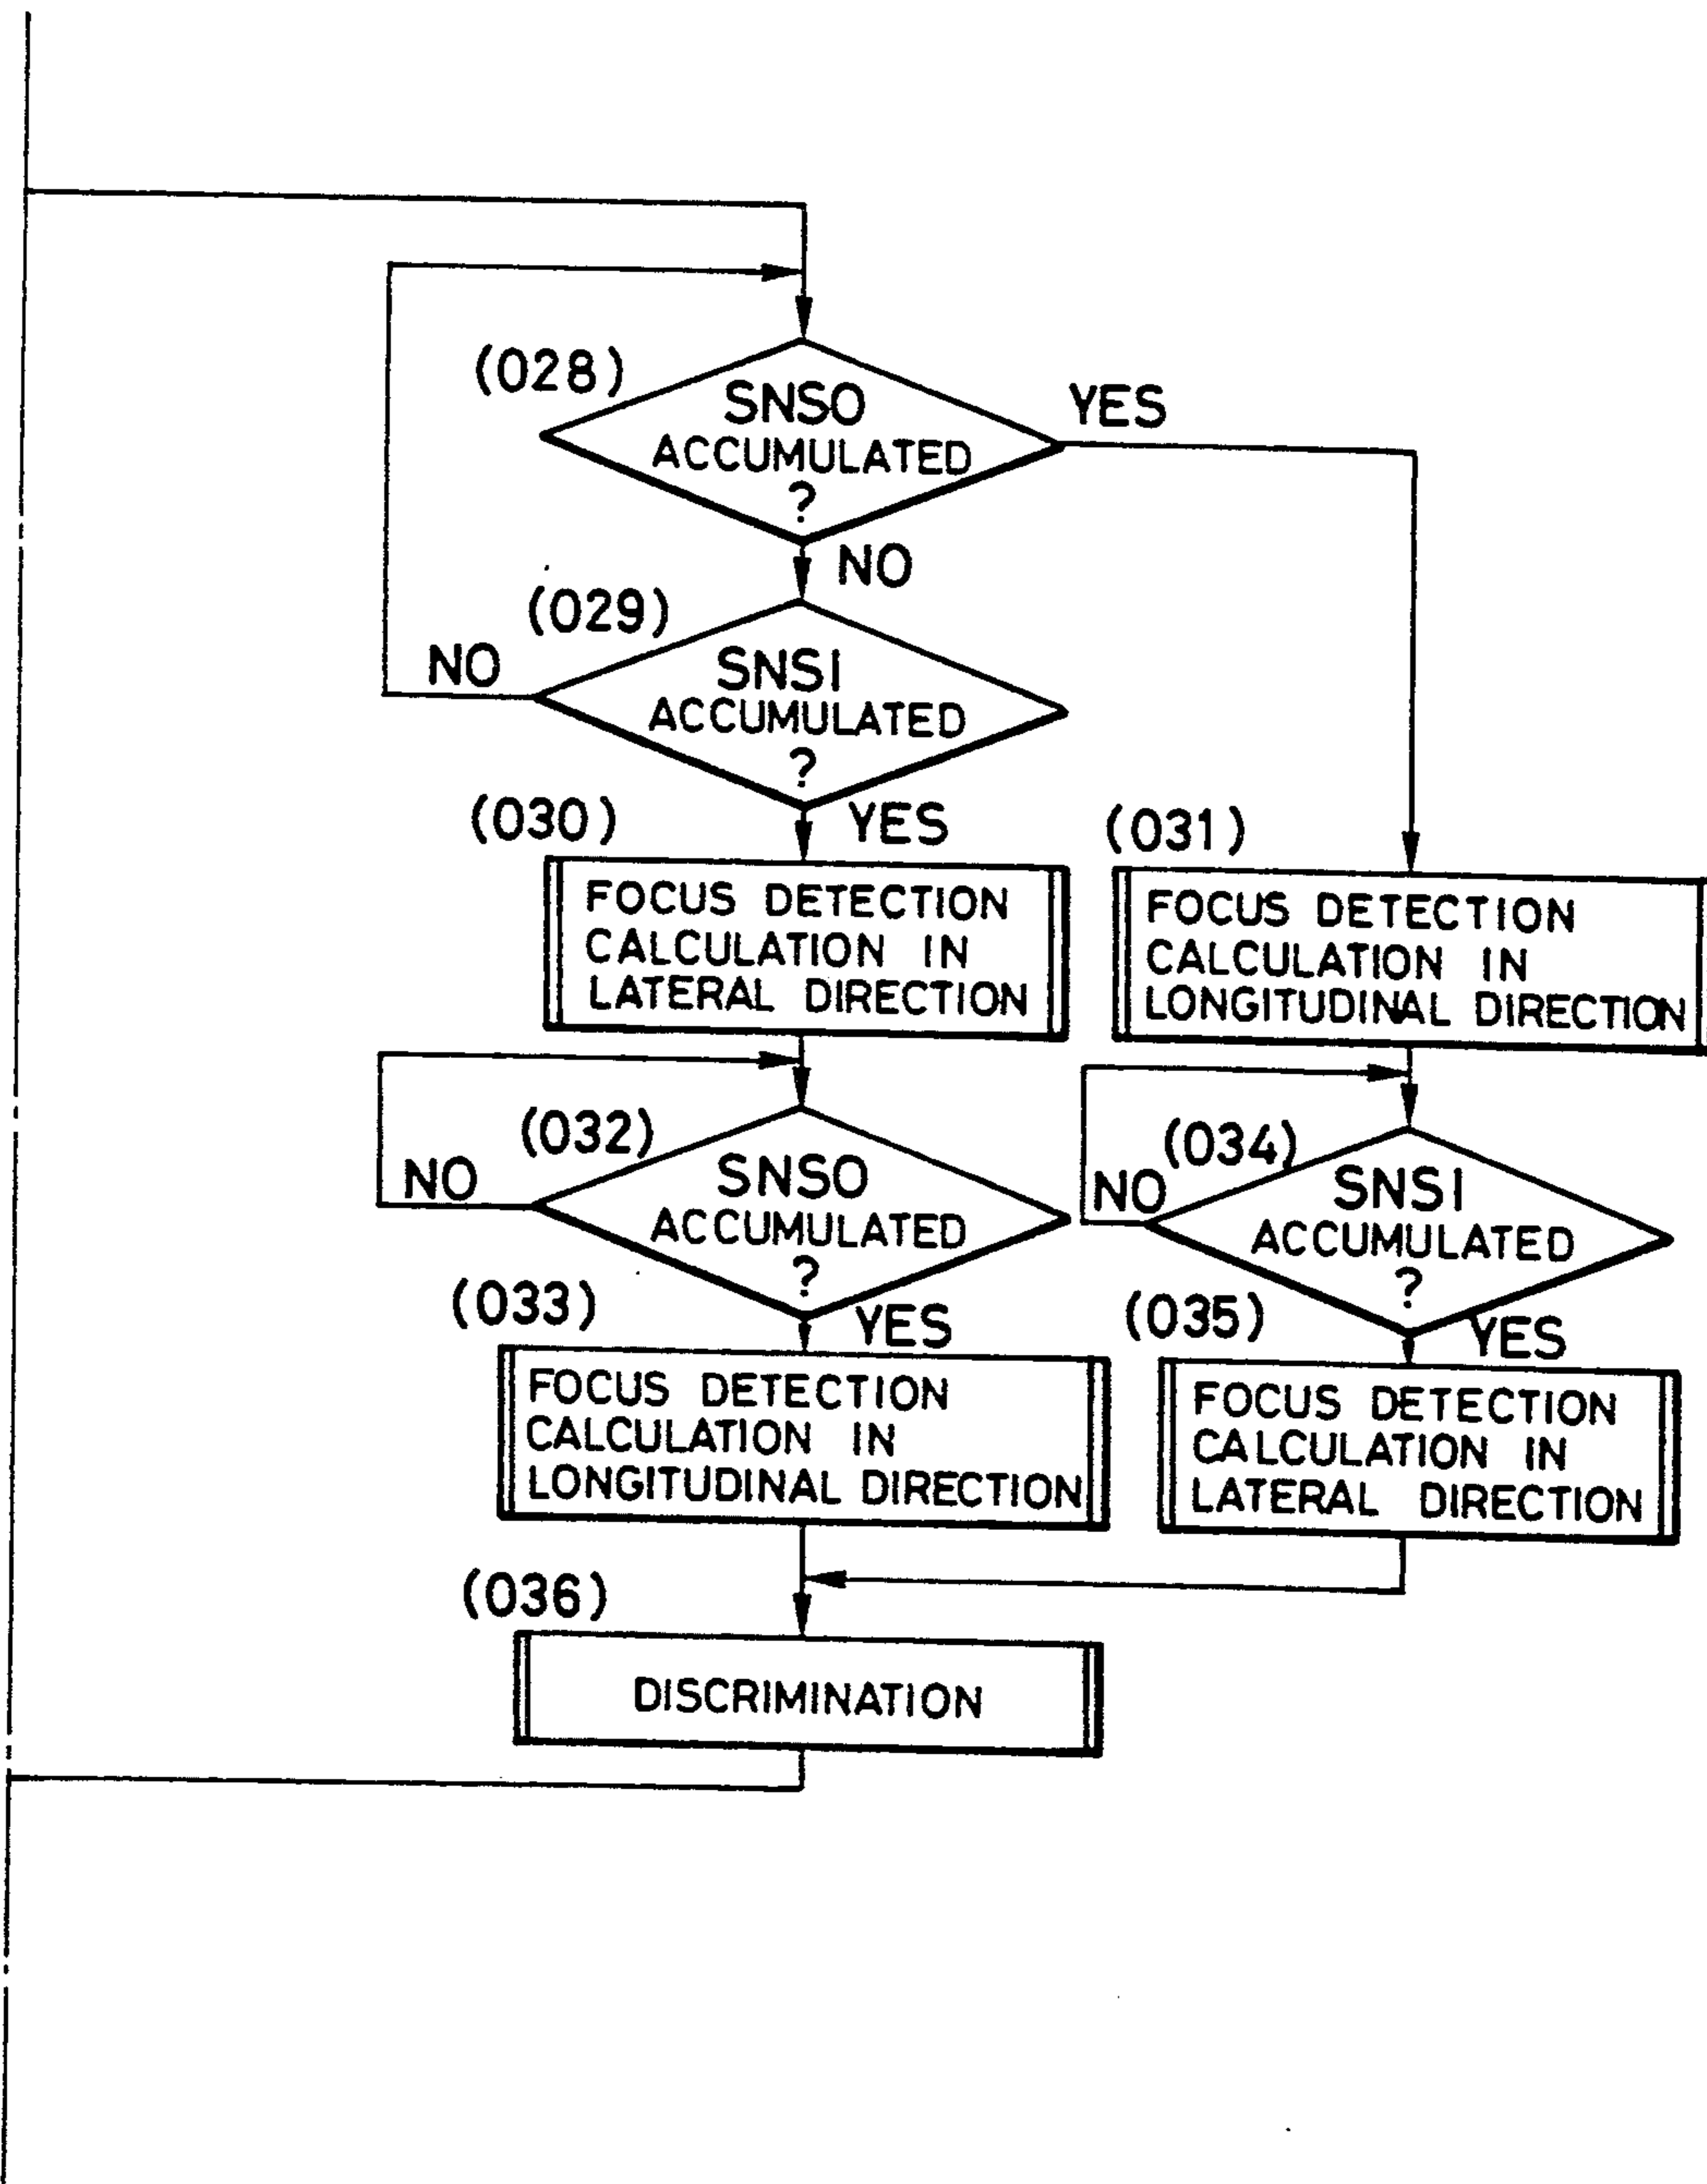 (028)
SNSO
ACCUMULATED
?
YES
NO
(029)
SNSI
ACCUMULATED
?
NO
YES
(030)
FOCUS DETECTION
CALCULATION IN
LATERAL DIRECTION
(031)
FOCUS DETECTION
CALCULATION IN
LONGITUDINAL DIRECTION
(032)
SNSO
ACCUMULATED
?
NO
YES
(034)
SNSI
ACCUMULATED
?
NO
YES
(033)
FOCUS DETECTION
CALCULATION IN
LONGITUDINAL DIRECTION
(035)
FOCUS DETECTION
CALCULATION IN
LATERAL DIRECTION
(036)
DISCRIMINATION